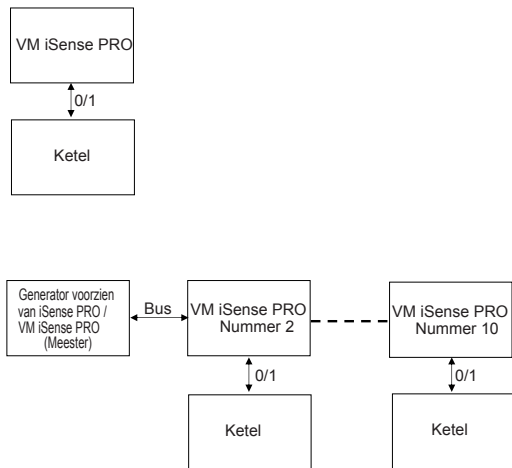 VM iSense PRO
0/1
Ketel
Generator voorzien
van iSense PRO /
VM iSense PRO
(Meester)
Bus
VM iSense PRO
Nummer 2
VM iSense PRO
Nummer 10
0/1
0/1
Ketel
Ketel